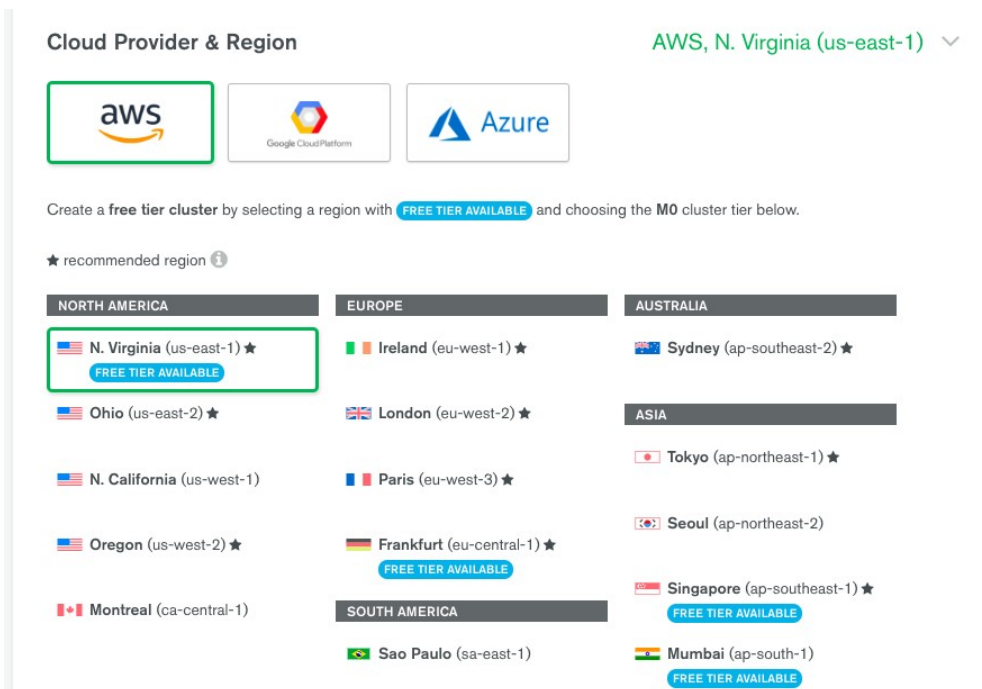 Cloud Provider & Region
AWS, N. Virginia (us-east-1)
aws
Google Cloud Platform
Azure
Create a free tier cluster by selecting a region with FREE TIER AVAILABLE and choosing the M0 cluster tier below.
★ recommended region
NORTH AMERICA
N. Virginia (us-east-1) ★
FREE TIER AVAILABLE
Ohio (us-east-2) ★
N. California (us-west-1)
Oregon (us-west-2) ★
Montreal (ca-central-1)
EUROPE
Ireland (eu-west-1) ★
London (eu-west-2) ★
Paris (eu-west-3) ★
Frankfurt (eu-central-1) ★
FREE TIER AVAILABLE
SOUTH AMERICA
Sao Paulo (sa-east-1)
AUSTRALIA
Sydney (ap-southeast-2) ★
ASIA
Tokyo (ap-northeast-1) ★
Seoul (ap-northeast-2)
Singapore (ap-southeast-1) ★
FREE TIER AVAILABLE
Mumbai (ap-south-1)
FREE TIER AVAILABLE